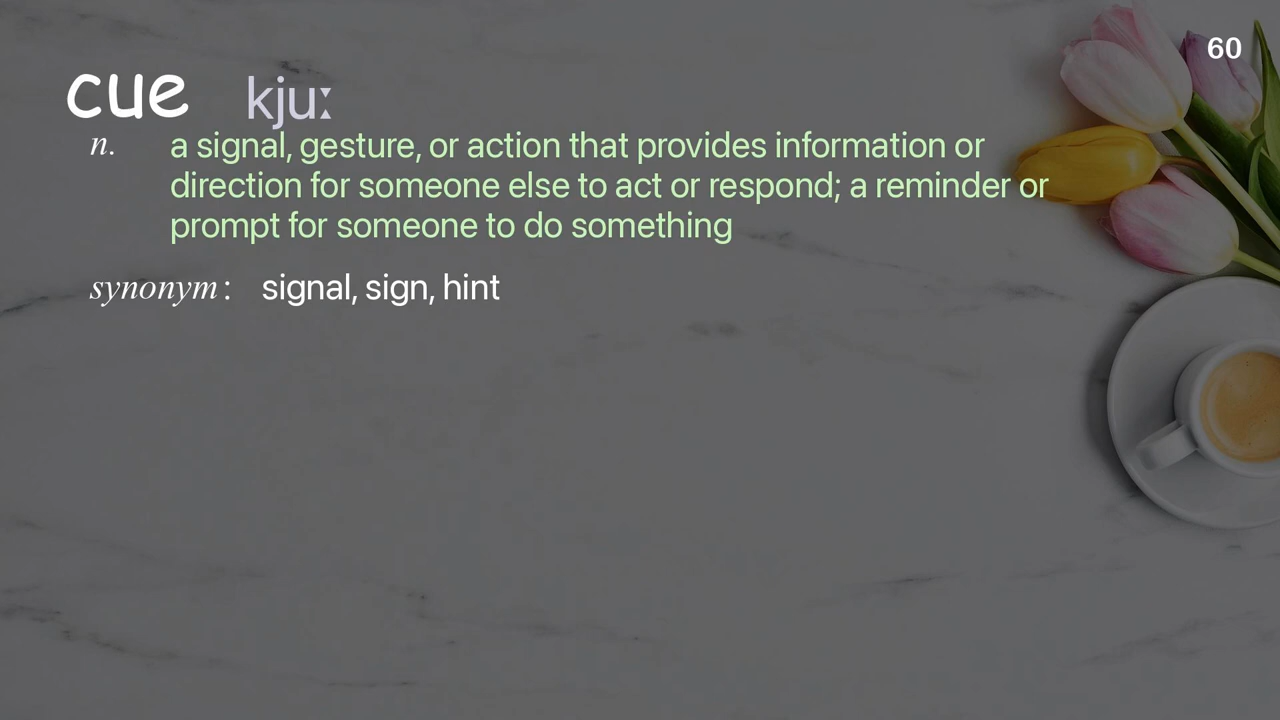 60
cue kjuː
n. a signal, gesture, or action that provides information or
direction for someone else to act or respond; a reminder or
prompt for someone to do something
synonym: signal, sign, hint